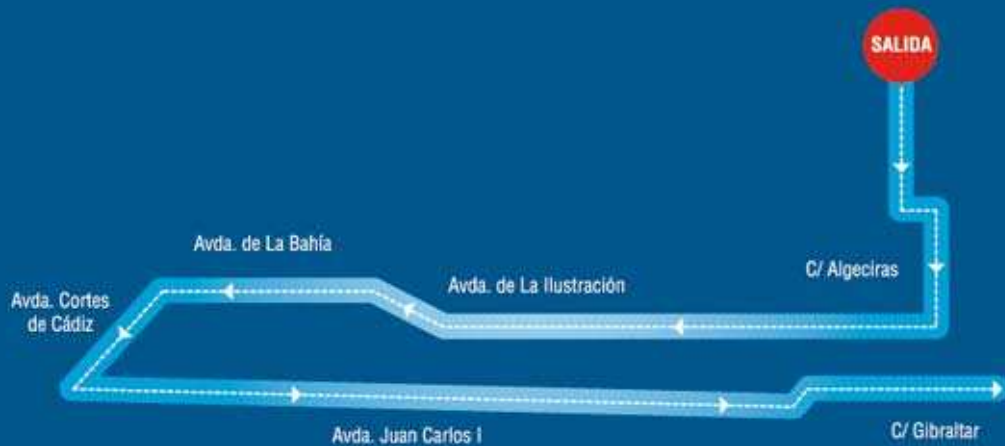 SALIDA
Avda. de La Bahía
C/ Algeciras
Avda. de La Ilustración
Avda. Cortes
de Cádiz
Avda. Juan Carlos I
C/ Gibraltar